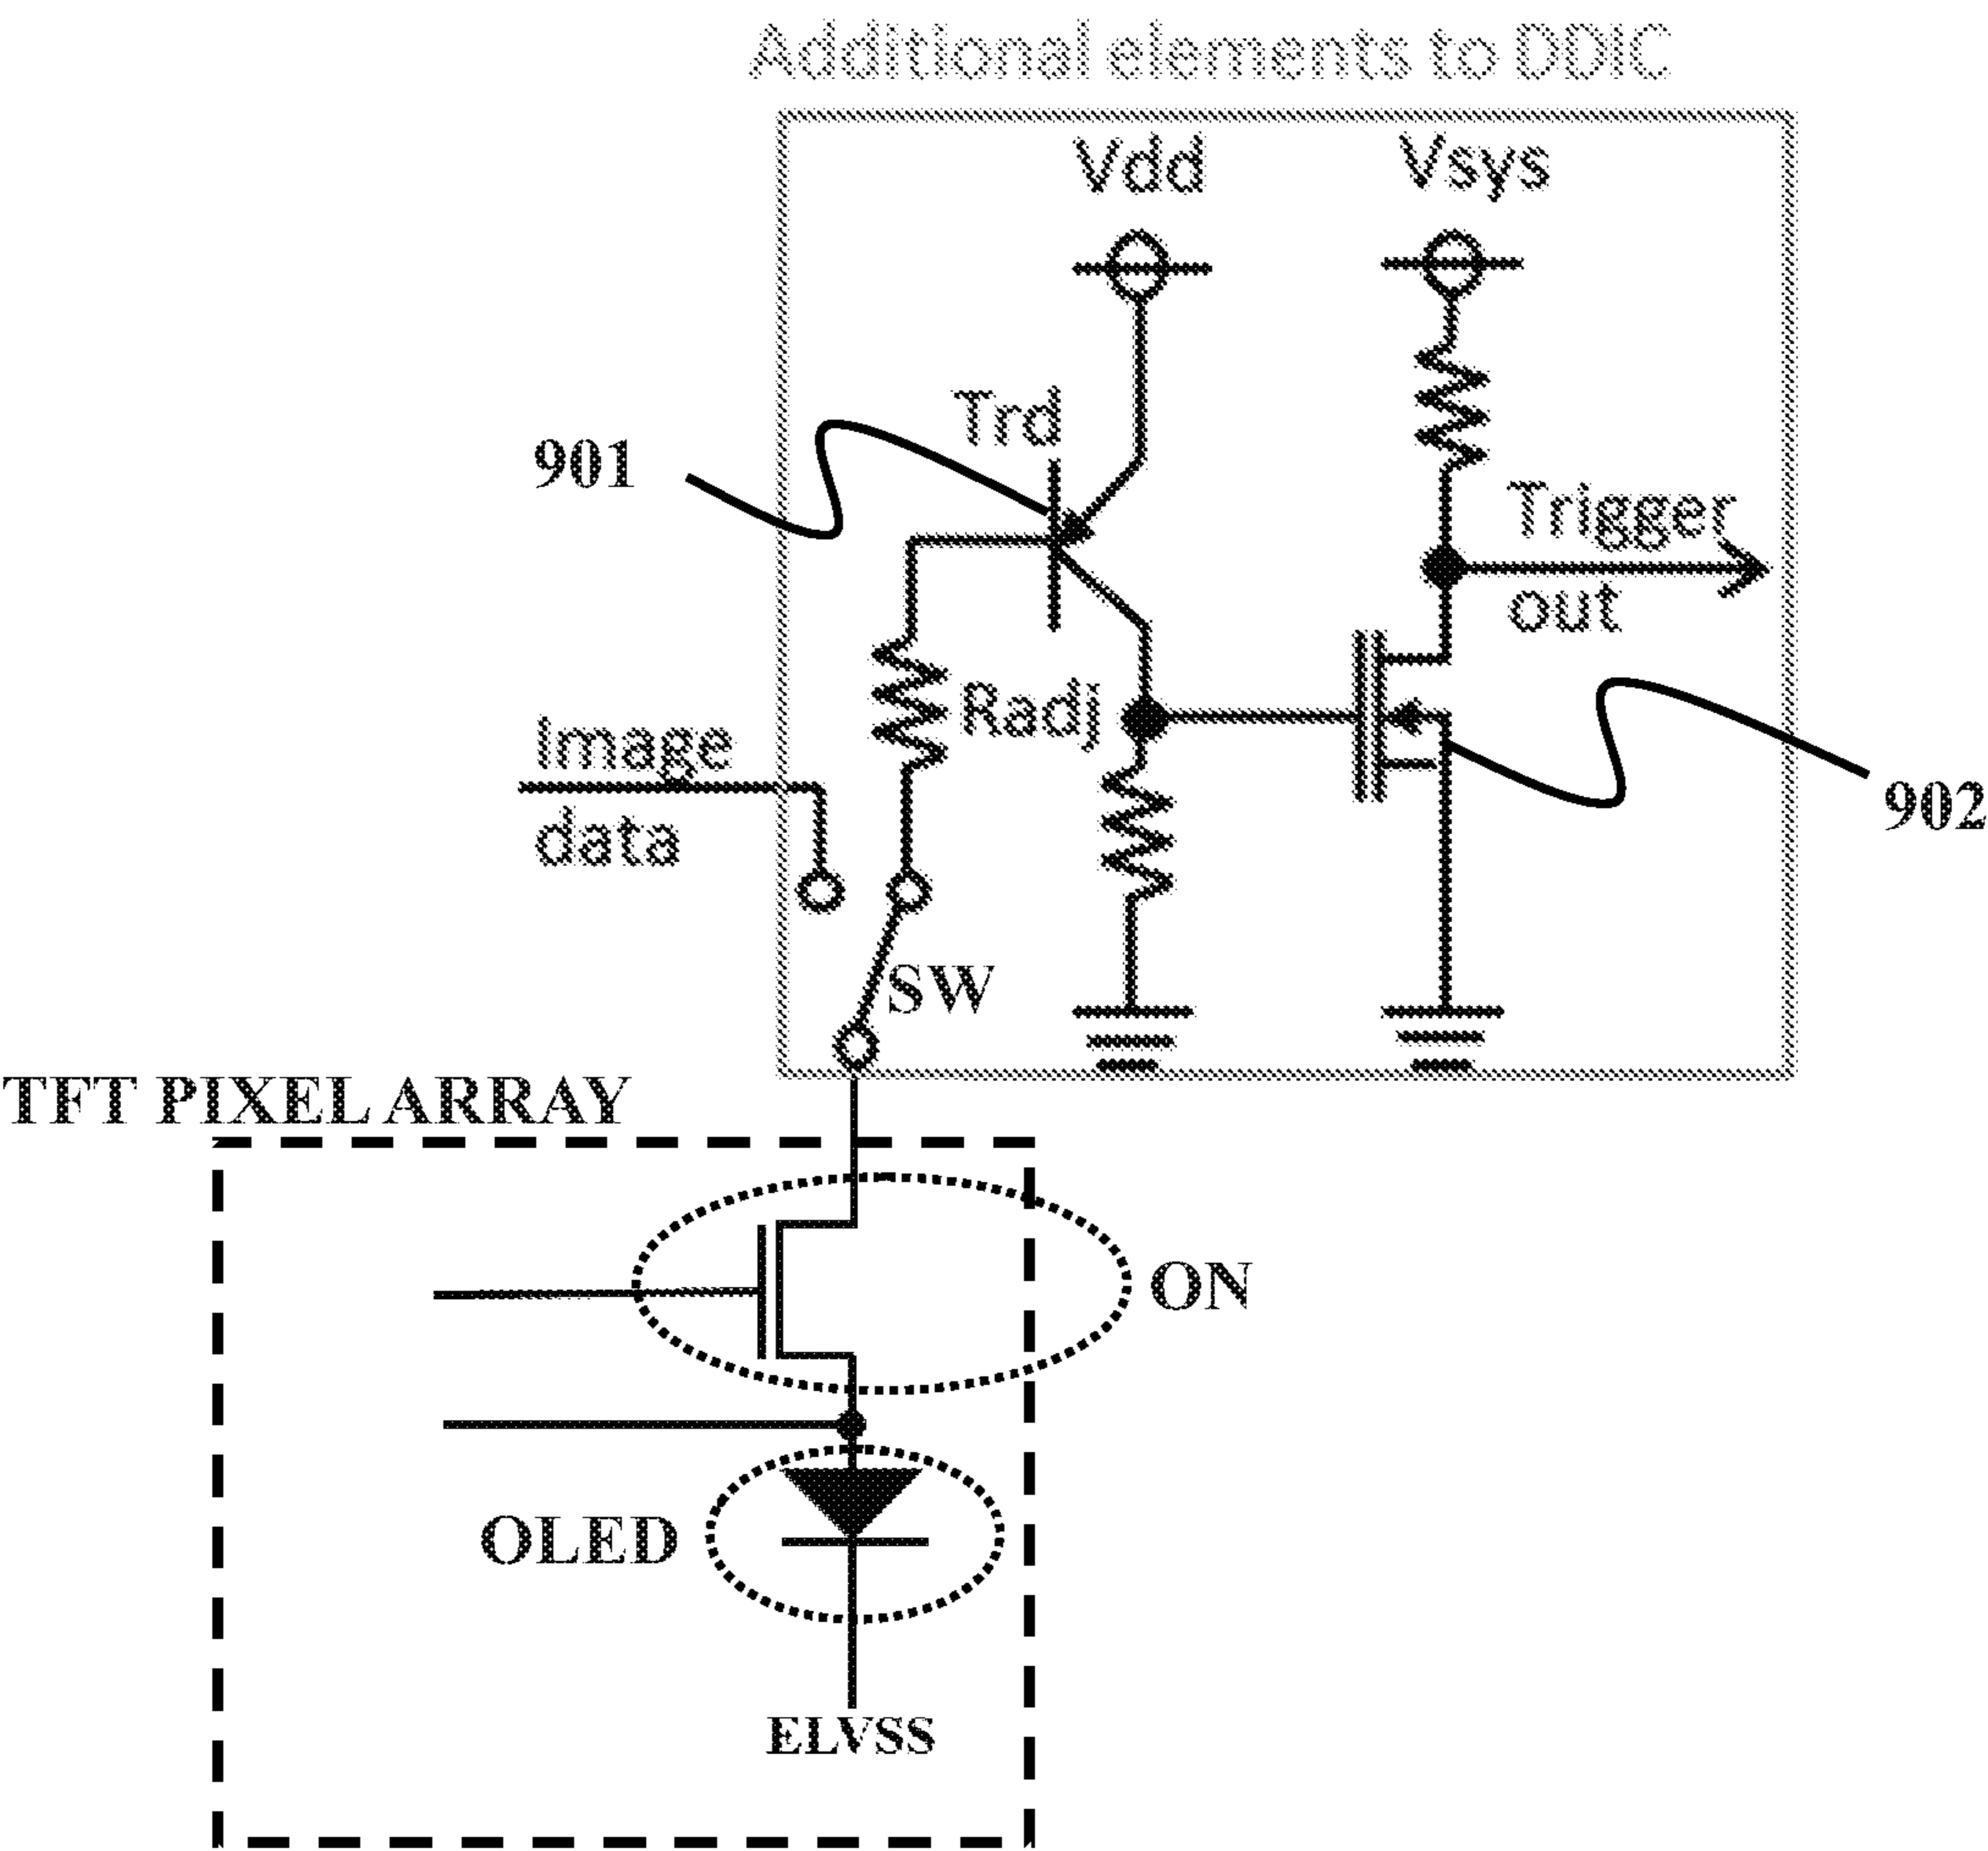 Additional elements to DDIC
Vdd
Vsys
Trd
901
Trigger
out
Radj
Image
data
902
SW
TFT PIXEL ARRAY
ON
OLED
ELVSS